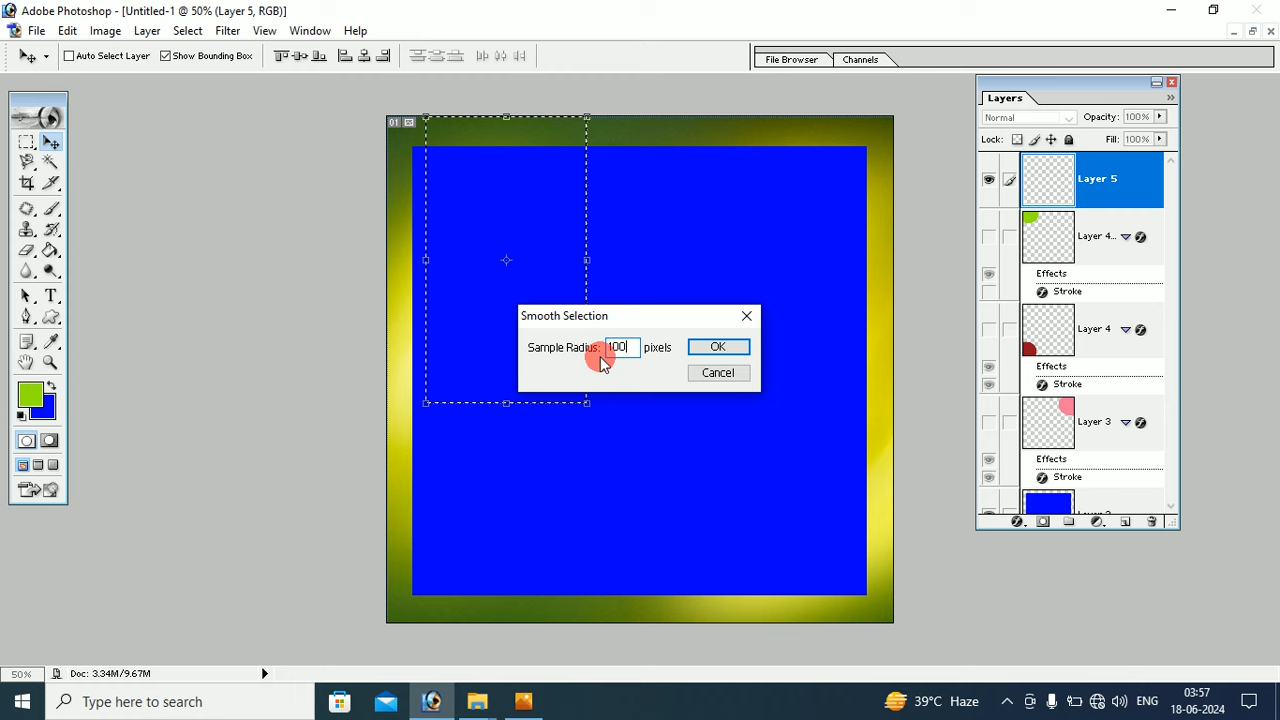 Adobe Photoshop - [Untitled-1 @ 50% (Layer 5, RGB)]
File Edit Image Layer Select Filter View Window Help
Auto Select Layer Show Bounding Box
File Browser Channels
Layers
Normal Opacity: 100%
Lock: Fill: 100%
01
Layer 5
Layer 4...
Effects
Stroke
Smooth Selection
Sample Radius: 100 pixels OK
Cancel
Layer 4
Effects
Stroke
Layer 3
Effects
Stroke
50% Doc: 3.34M/9.67M
Type here to search
39°C Haze
ENG
03:57
18-06-2024